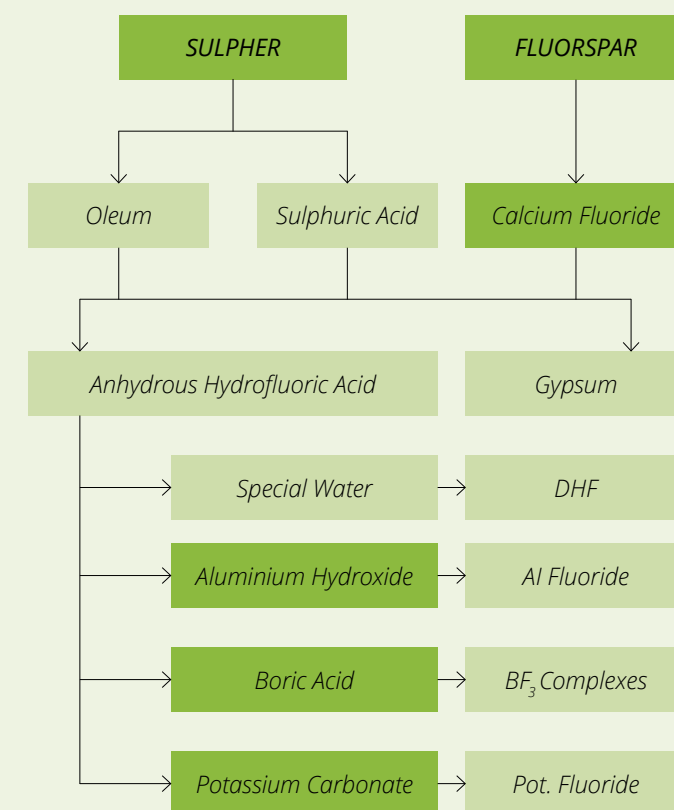 SULPHER
FLUORSPAR
Oleum
Sulphuric Acid
Calcium Fluoride
Anhydrous Hydrofluoric Acid
Gypsum
Special Water
DHF
Aluminium Hydroxide
Al Fluoride
Boric Acid
BF₃ Complexes
Potassium Carbonate
Pot. Fluoride